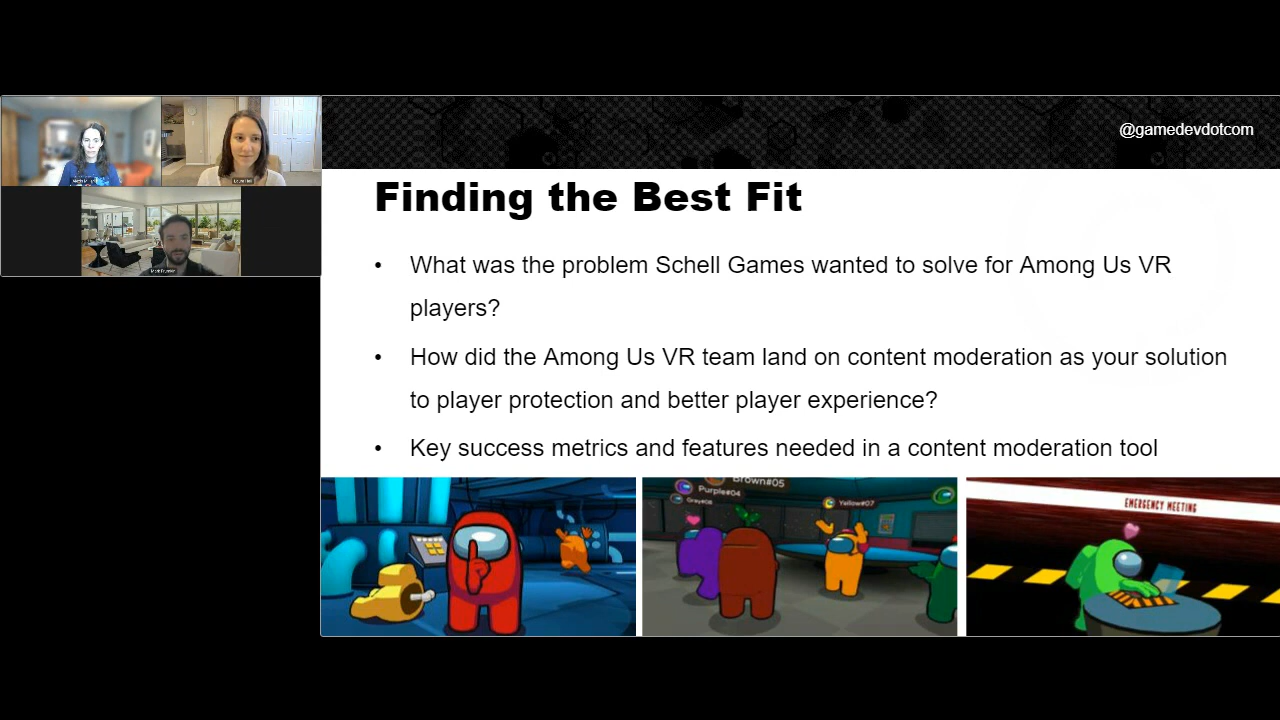 @gamedevdotcom
Finding the Best Fit
• What was the problem Schell Games wanted to solve for Among Us VR
players?
• How did the Among Us VR team land on content moderation as your solution
to player protection and better player experience?
• Key success metrics and features needed in a content moderation tool
Brown#05
Purple#04
Yellow#07
EMERGENCY MEETING